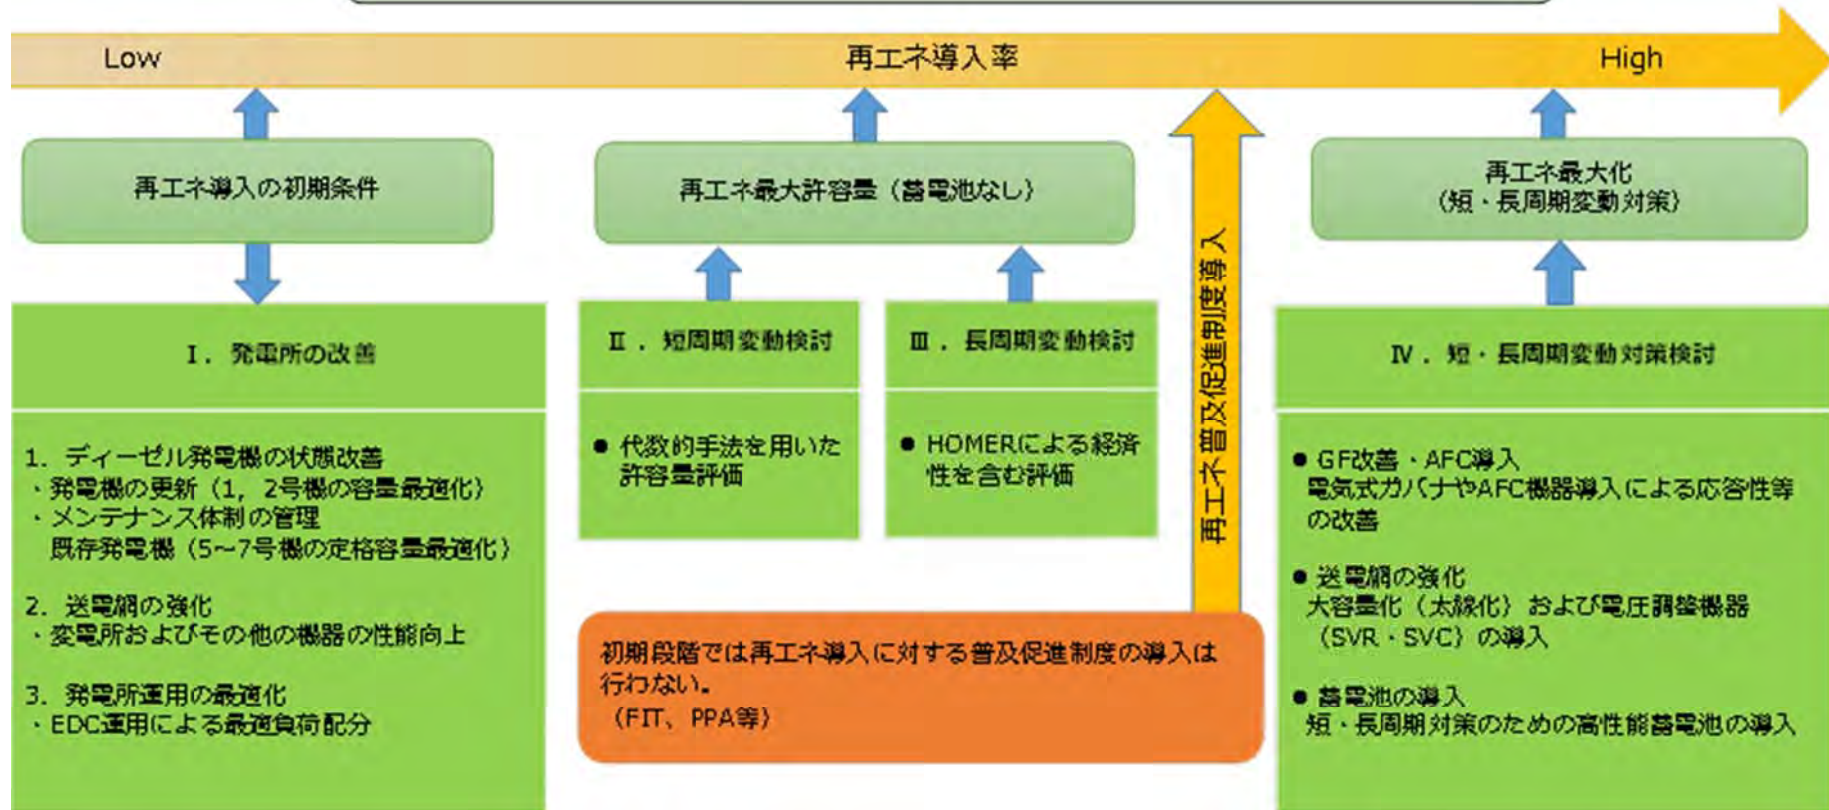 Low
再エネ導入率
High
再エネ導入の初期条件
再エネ最大許容量（蓄電池なし）
再エネ最大化
（短・長周期変動対策）
Ⅰ．発電所の改善
1．ディーゼル発電機の状態改善
・発電機の更新（1，2号機の容量最適化）
・メンテナンス体制の管理
既存発電機（5～7号機の定格容量最適化）
2．送電網の強化
・変電所およびその他の機器の性能向上
3．発電所運用の最適化
・EDC運用による最適負荷配分
Ⅱ．短周期変動検討
● 代数的手法を用いた
許容量評価
Ⅲ．長周期変動検討
● HOMERによる経済
性を含む評価
再エネ普及促進制度導入
初期段階では再エネ導入に対する普及促進制度の導入は
行わない。
（FIT、PPA等）
Ⅳ．短・長周期変動対策検討
● GF改善・AFC導入
電気式ガバナやAFC機器導入による応答性等
の改善
● 送電網の強化
大容量化（太線化）および電圧調整機器
（SVR・SVC）の導入
● 蓄電池の導入
短・長周期対策のための高性能蓄電池の導入